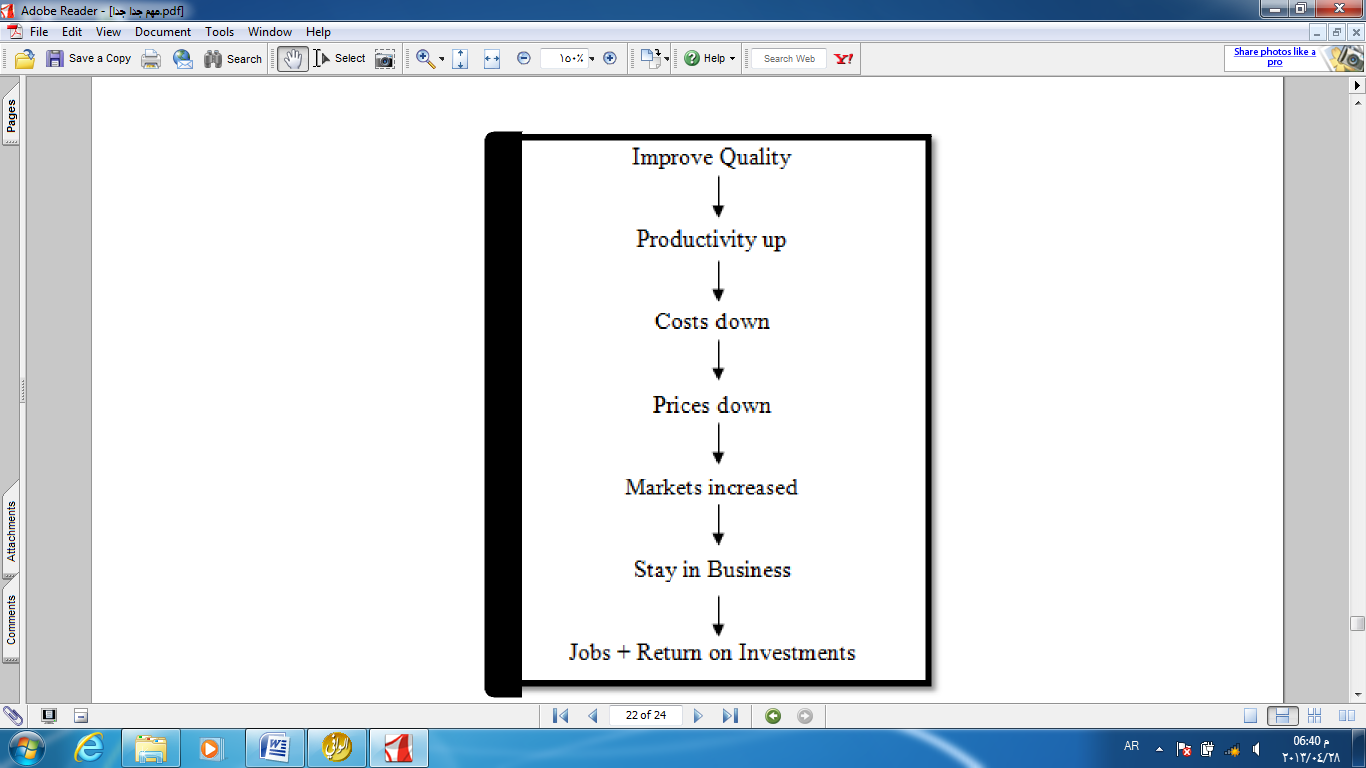 Adobe Reader - [مهم جدا جدا.pdf]
File Edit View Document Tools Window Help
Save a Copy Search Select ١٥٠% Help Search Web Y! Share photos like a pro
Pages
Improve Quality
Productivity up
Costs down
Prices down
Markets increased
Stay in Business
Jobs + Return on Investments
Attachments
Comments
22 of 24
W الوافي AR 06:40 م
٢٠١٣/٠٤/٢٨